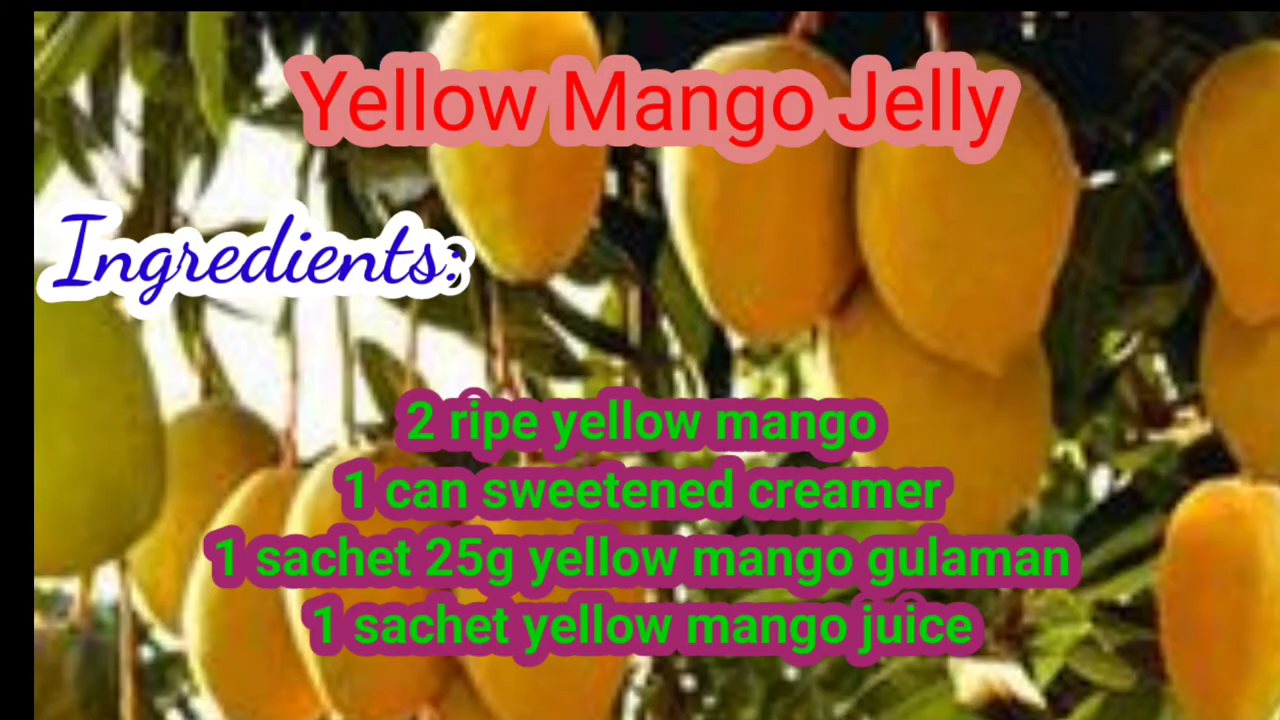 Yellow Mango Jelly
Ingredients:
2 ripe yellow mango
1 can sweetened creamer
1 sachet 25g yellow mango gulaman
1 sachet yellow mango juice